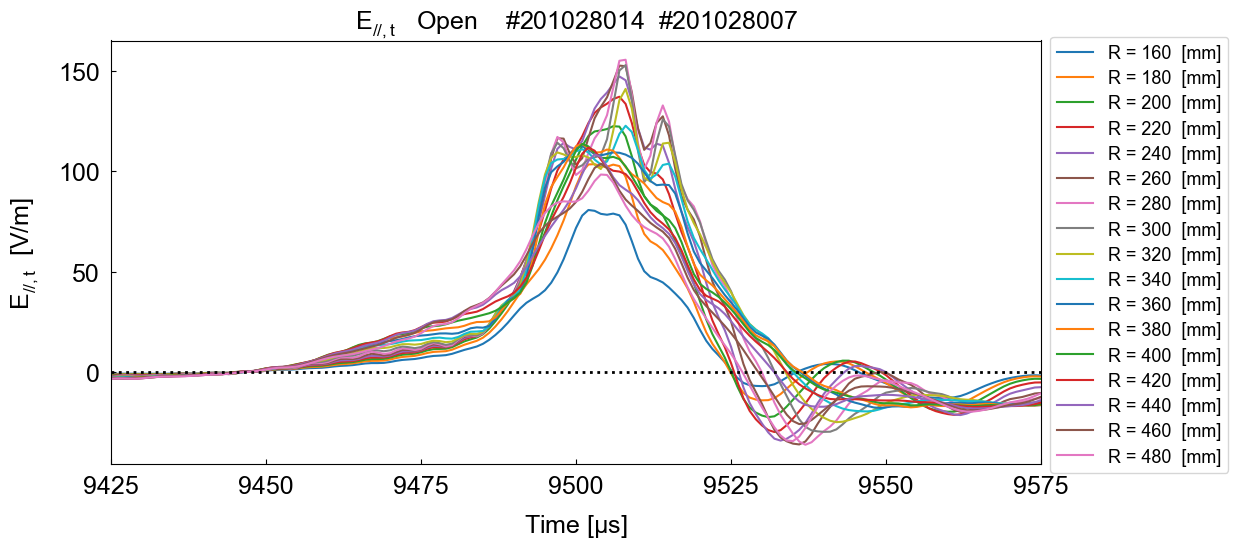 E//, t Open #201028014 #201028007
E//, t [V/m]
150
100
50
0
9425 9450 9475 9500 9525 9550 9575
Time [µs]
R = 160 [mm]
R = 180 [mm]
R = 200 [mm]
R = 220 [mm]
R = 240 [mm]
R = 260 [mm]
R = 280 [mm]
R = 300 [mm]
R = 320 [mm]
R = 340 [mm]
R = 360 [mm]
R = 380 [mm]
R = 400 [mm]
R = 420 [mm]
R = 440 [mm]
R = 460 [mm]
R = 480 [mm]